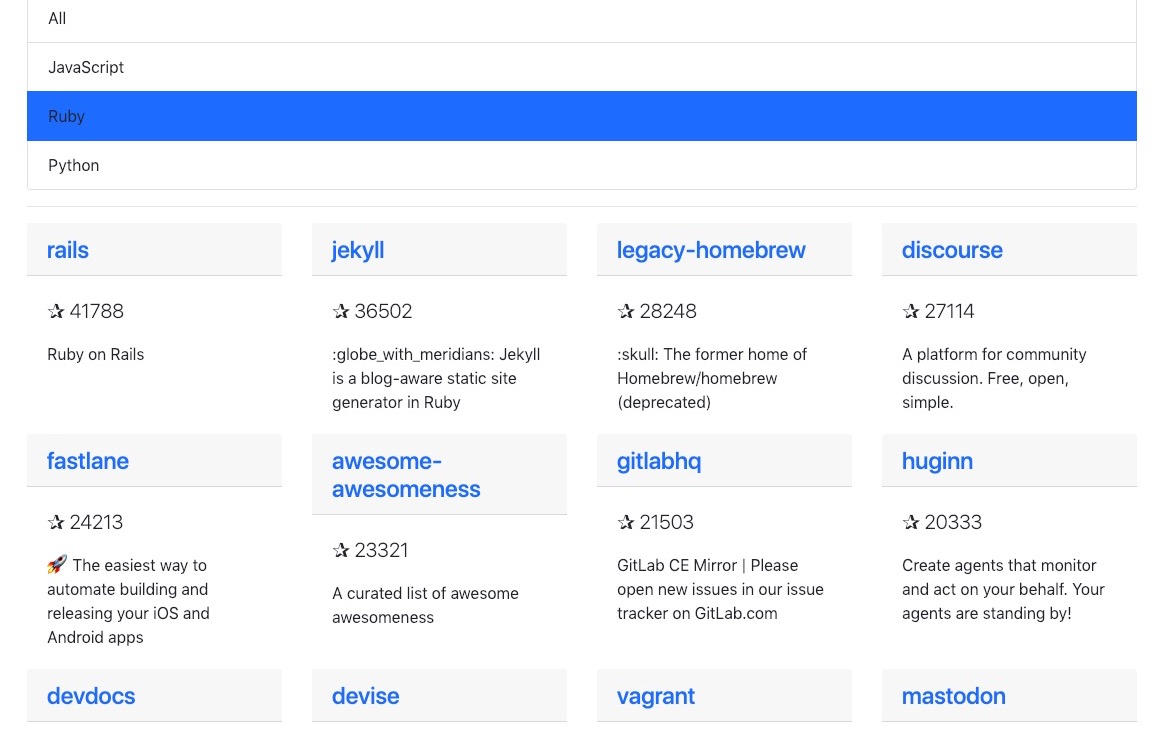 All
JavaScript
Ruby
Python
rails
✰ 41788
Ruby on Rails
jekyll
✰ 36502
:globe_with_meridians: Jekyll
is a blog-aware static site
generator in Ruby
legacy-homebrew
✰ 28248
:skull: The former home of
Homebrew/homebrew
(deprecated)
discourse
✰ 27114
A platform for community
discussion. Free, open,
simple.
fastlane
✰ 24213
🚀 The easiest way to
automate building and
releasing your iOS and
Android apps
awesome-
awesomeness
✰ 23321
A curated list of awesome
awesomeness
gitlabhq
✰ 21503
GitLab CE Mirror | Please
open new issues in our issue
tracker on GitLab.com
huginn
✰ 20333
Create agents that monitor
and act on your behalf. Your
agents are standing by!
devdocs
devise
vagrant
mastodon